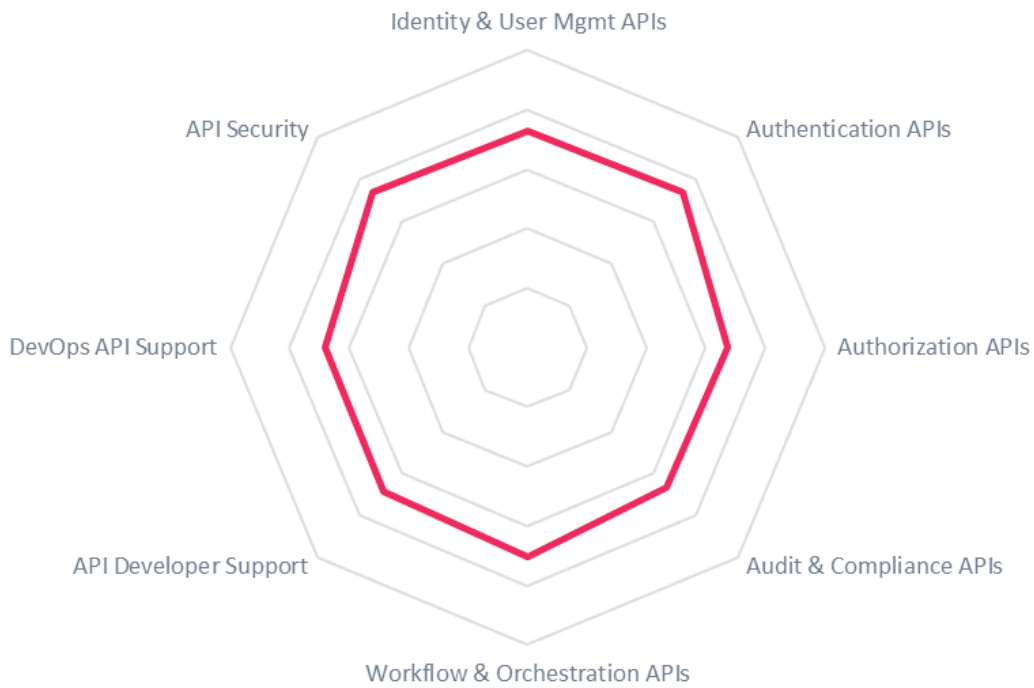 Identity & User Mgmt APIs
API Security
Authentication APIs
DevOps API Support
Authorization APIs
API Developer Support
Audit & Compliance APIs
Workflow & Orchestration APIs